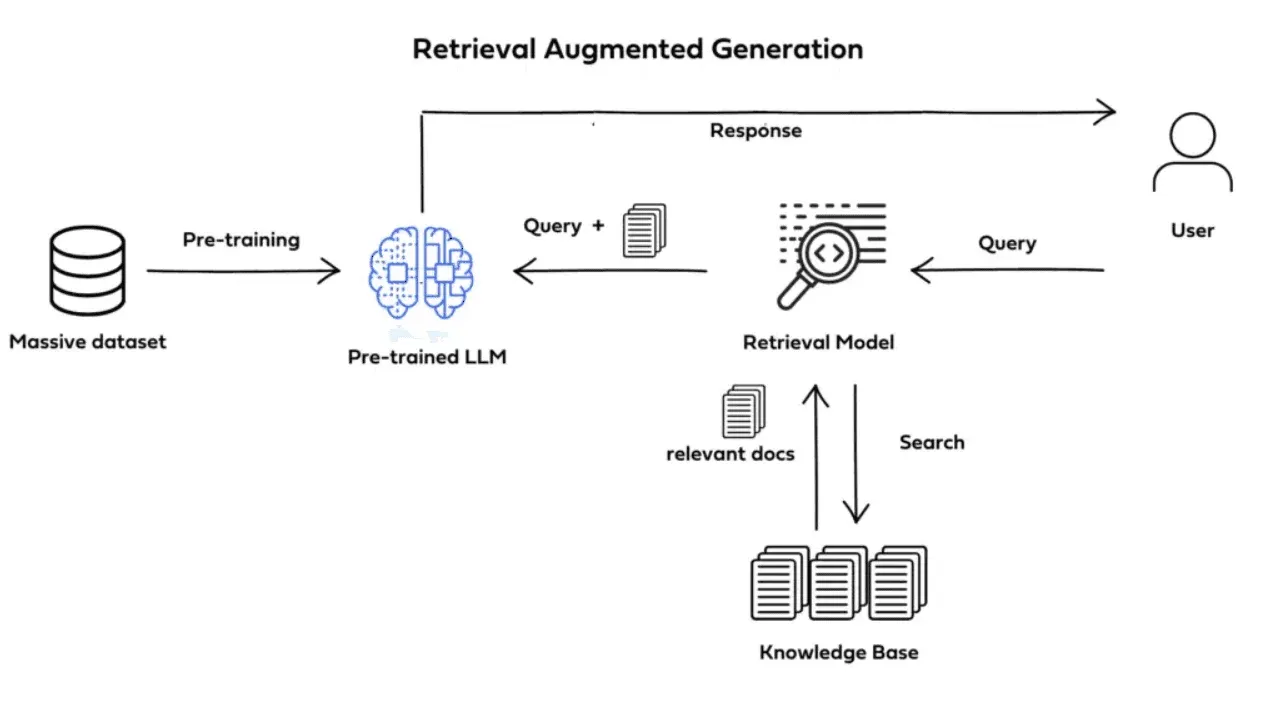 Retrieval Augmented Generation
Response
User
Pre-training
Query +
Query
Massive dataset
Pre-trained LLM
Retrieval Model
relevant docs
Search
Knowledge Base